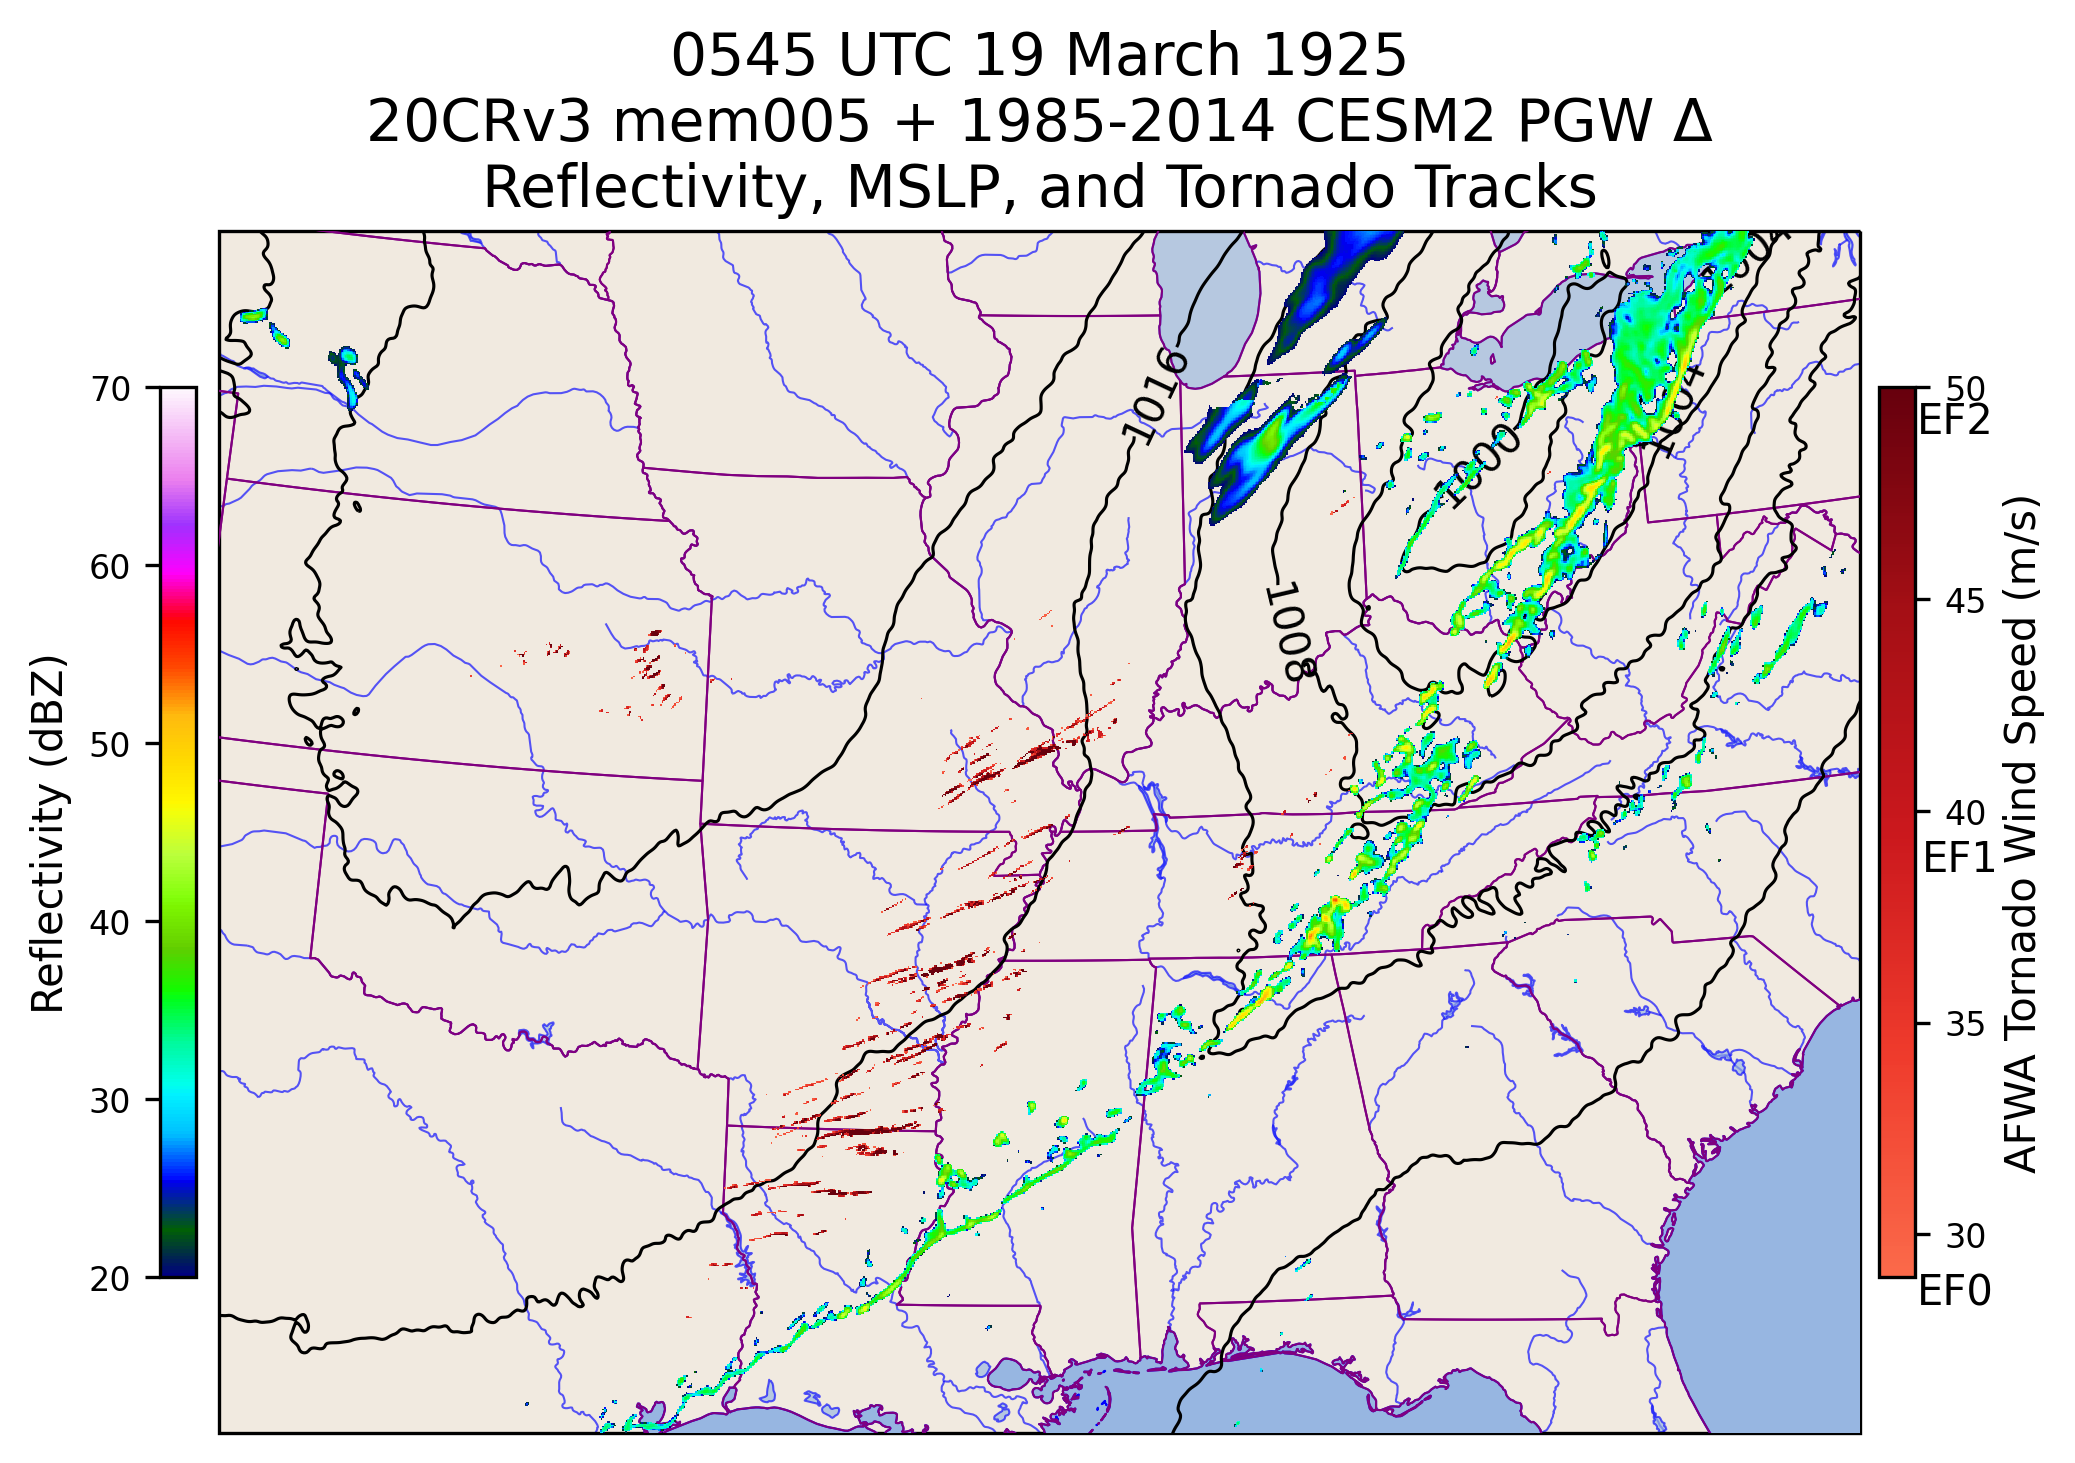 0545 UTC 19 March 1925
20CRv3 mem005 + 1985-2014 CESM2 PGW Δ
Reflectivity, MSLP, and Tornado Tracks
70
60
50
40
30
20
Reflectivity (dBZ)
1016
1008
1000
1004
50
EF2
45
40
EF1
35
30
EF0
AFWA Tornado Wind Speed (m/s)